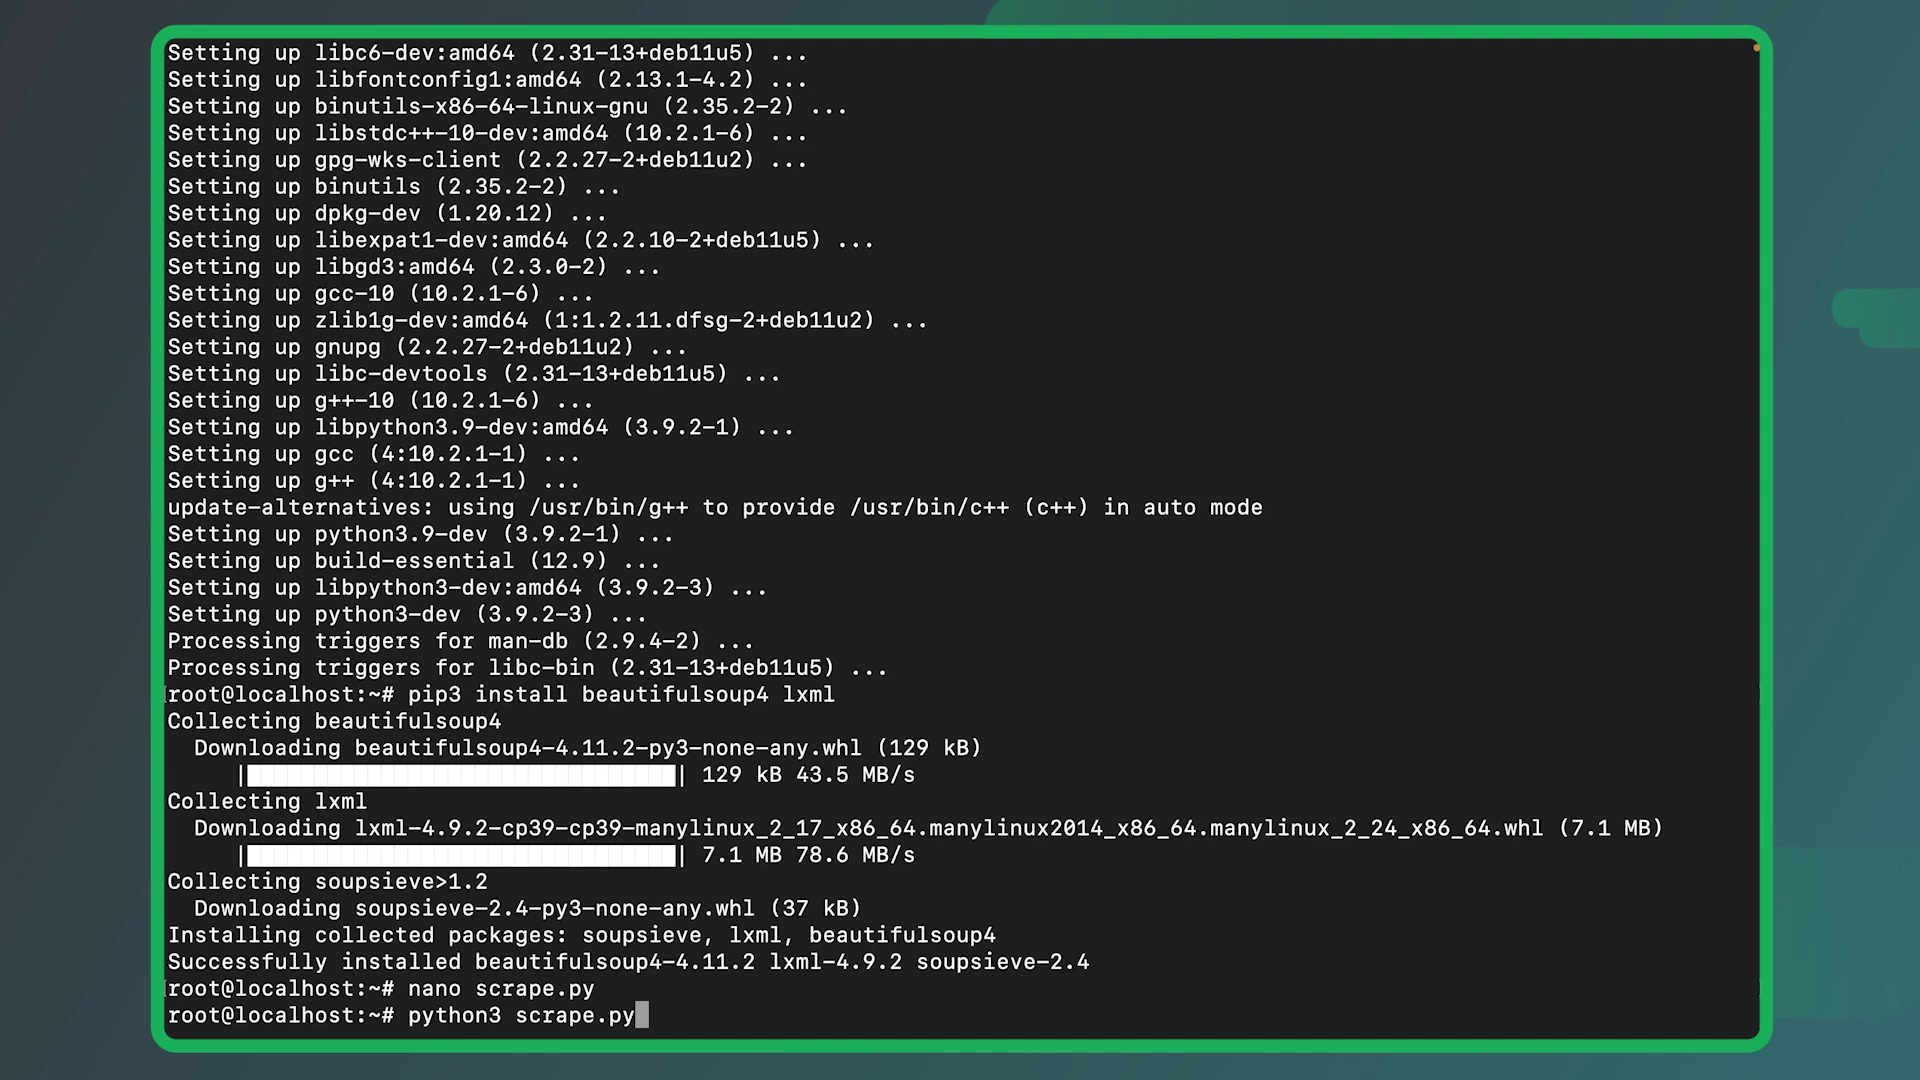 Setting up libc6-dev:amd64 (2.31-13+deb11u5) ...
Setting up libfontconfig1:amd64 (2.13.1-4.2) ...
Setting up binutils-x86-64-linux-gnu (2.35.2-2) ...
Setting up libstdc++-10-dev:amd64 (10.2.1-6) ...
Setting up gpg-wks-client (2.2.27-2+deb11u2) ...
Setting up binutils (2.35.2-2) ...
Setting up dpkg-dev (1.20.12) ...
Setting up libexpat1-dev:amd64 (2.2.10-2+deb11u5) ...
Setting up libgd3:amd64 (2.3.0-2) ...
Setting up gcc-10 (10.2.1-6) ...
Setting up zlib1g-dev:amd64 (1:1.2.11.dfsg-2+deb11u2) ...
Setting up gnupg (2.2.27-2+deb11u2) ...
Setting up libc-devtools (2.31-13+deb11u5) ...
Setting up g++-10 (10.2.1-6) ...
Setting up libpython3.9-dev:amd64 (3.9.2-1) ...
Setting up gcc (4:10.2.1-1) ...
Setting up g++ (4:10.2.1-1) ...
update-alternatives: using /usr/bin/g++ to provide /usr/bin/c++ (c++) in auto mode
Setting up python3.9-dev (3.9.2-1) ...
Setting up build-essential (12.9) ...
Setting up libpython3-dev:amd64 (3.9.2-3) ...
Setting up python3-dev (3.9.2-3) ...
Processing triggers for man-db (2.9.4-2) ...
Processing triggers for libc-bin (2.31-13+deb11u5) ...
root@localhost:~# pip3 install beautifulsoup4 lxml
Collecting beautifulsoup4
  Downloading beautifulsoup4-4.11.2-py3-none-any.whl (129 kB)
     |████████████████████████████████| 129 kB 43.5 MB/s
Collecting lxml
  Downloading lxml-4.9.2-cp39-cp39-manylinux_2_17_x86_64.manylinux2014_x86_64.manylinux_2_24_x86_64.whl (7.1 MB)
     |████████████████████████████████| 7.1 MB 78.6 MB/s
Collecting soupsieve>1.2
  Downloading soupsieve-2.4-py3-none-any.whl (37 kB)
Installing collected packages: soupsieve, lxml, beautifulsoup4
Successfully installed beautifulsoup4-4.11.2 lxml-4.9.2 soupsieve-2.4
root@localhost:~# nano scrape.py
root@localhost:~# python3 scrape.py